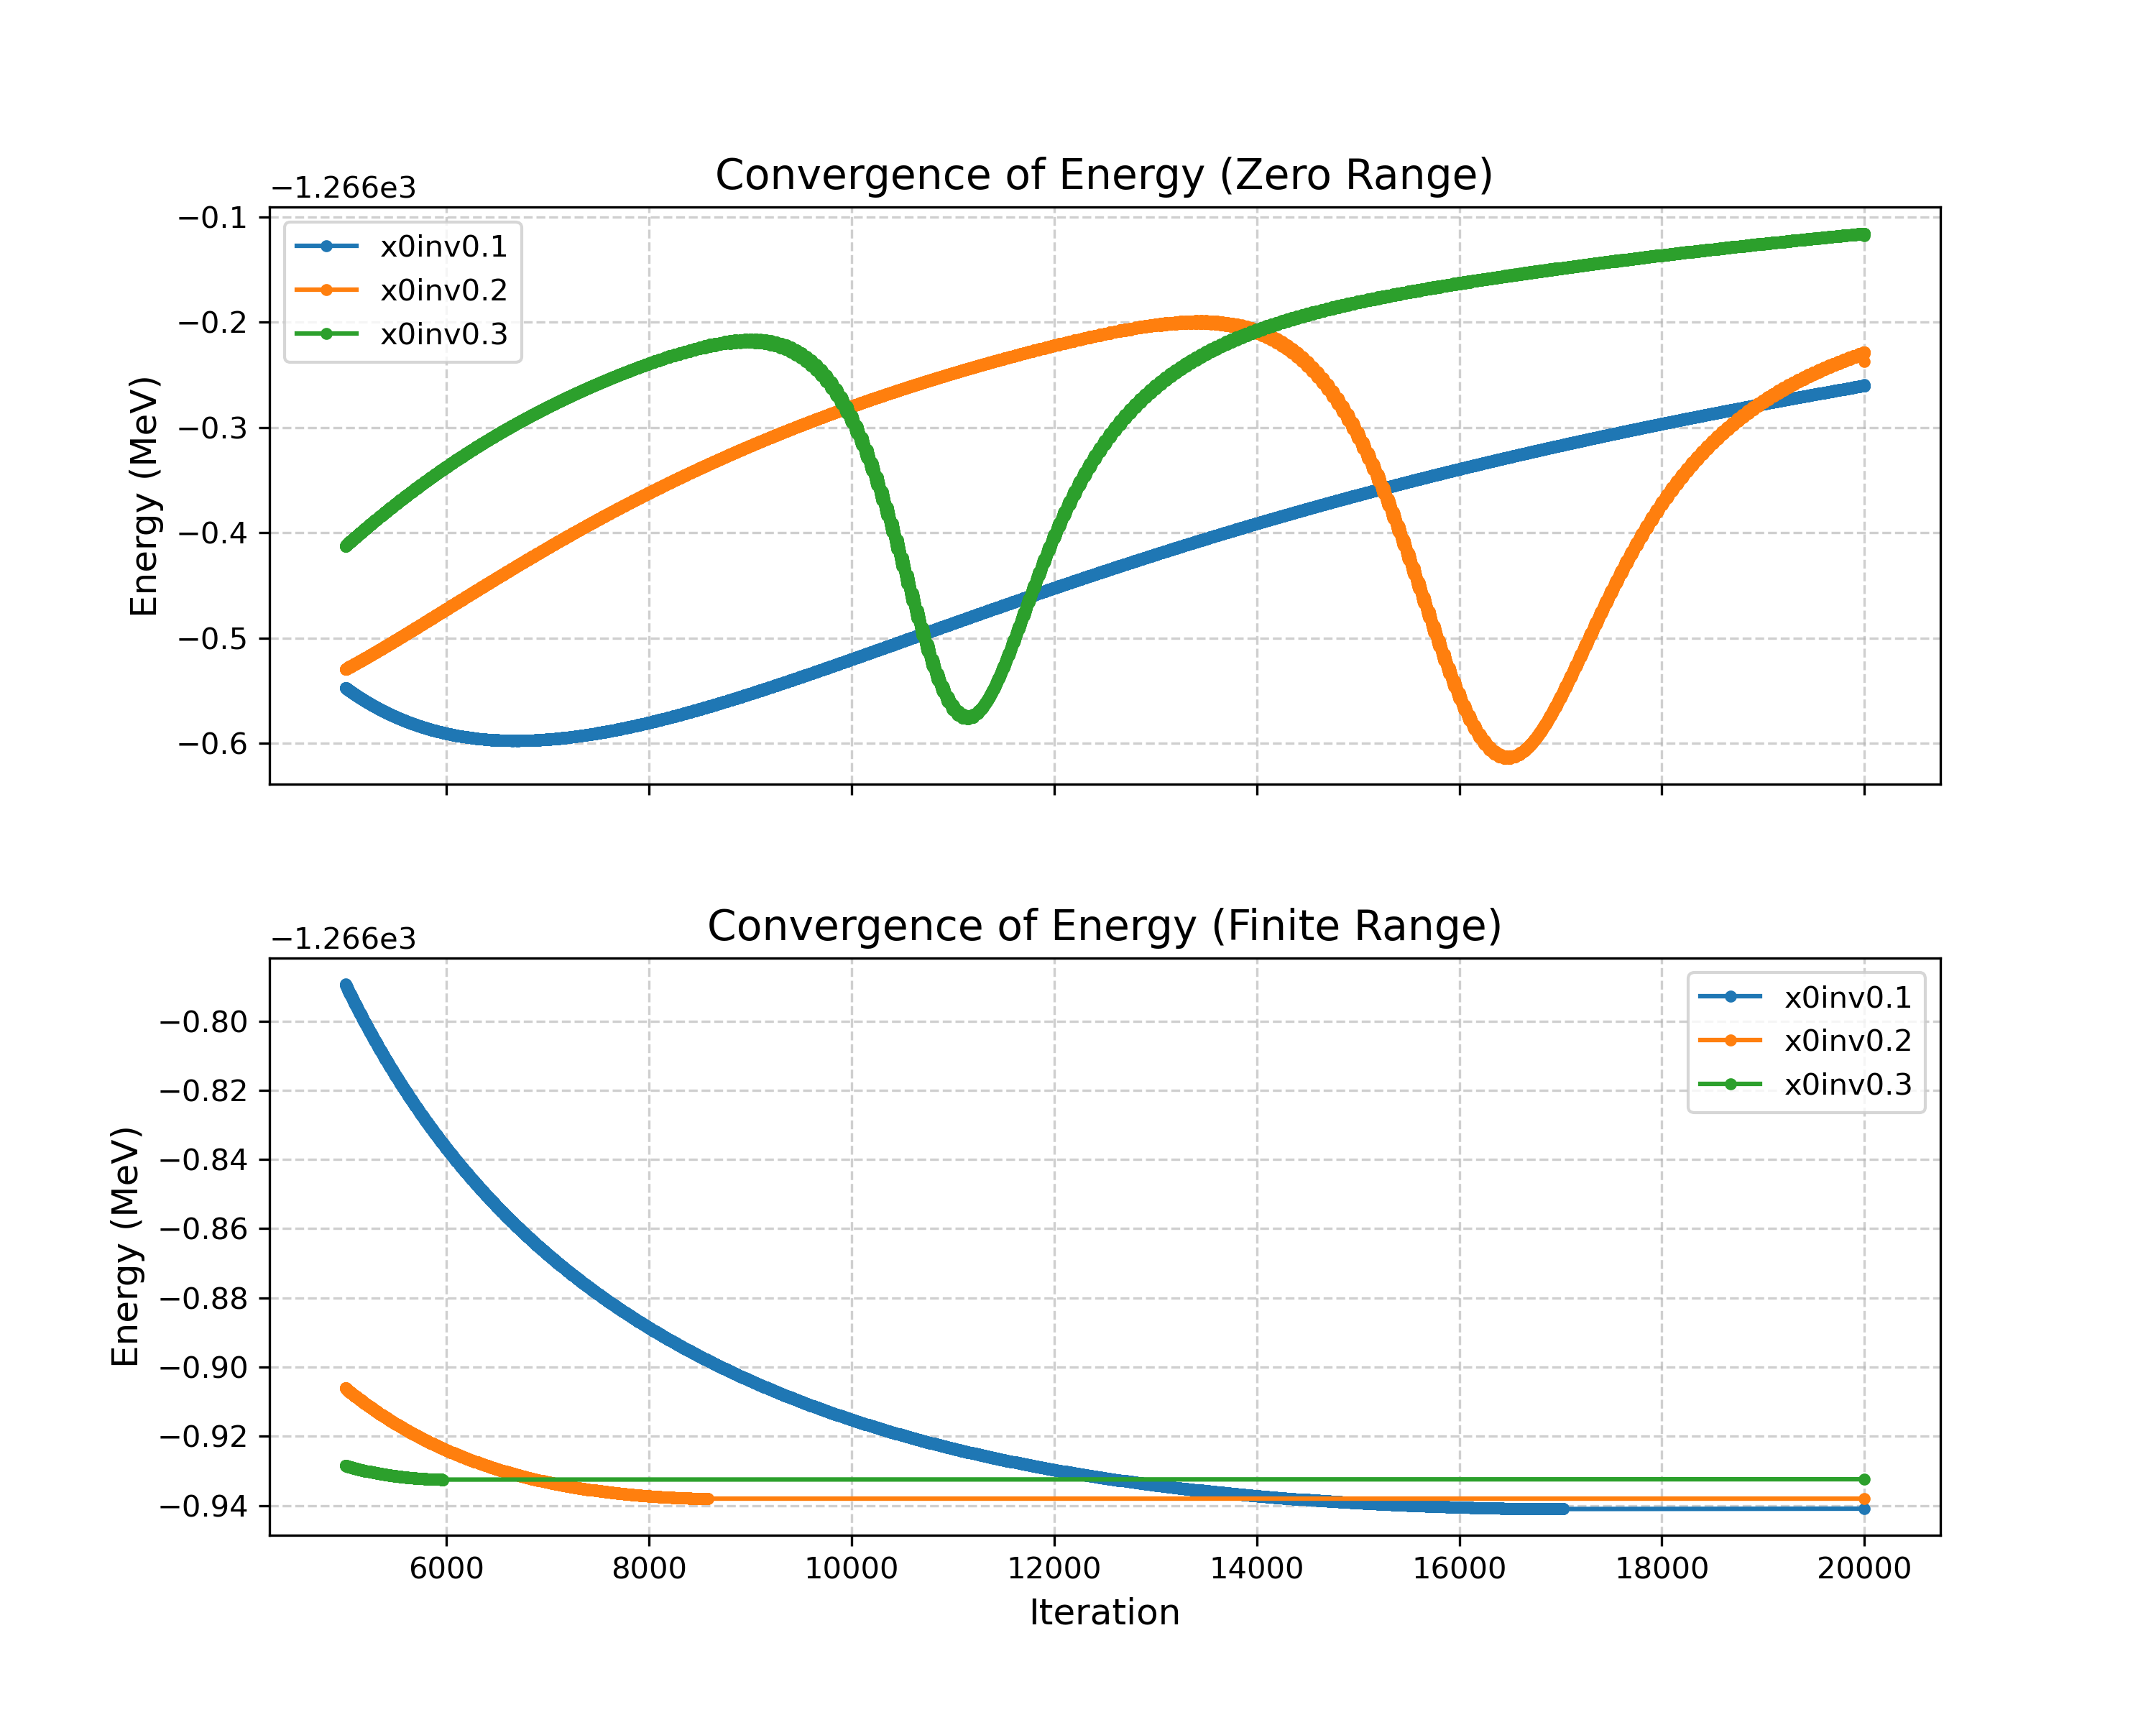 Convergence of Energy (Zero Range)
−1.266e3
−0.1
−0.2
−0.3
−0.4
−0.5
−0.6
Energy (MeV)
x0inv0.1
x0inv0.2
x0inv0.3
Convergence of Energy (Finite Range)
−1.266e3
−0.80
−0.82
−0.84
−0.86
−0.88
−0.90
−0.92
−0.94
Energy (MeV)
x0inv0.1
x0inv0.2
x0inv0.3
6000 8000 10000 12000 14000 16000 18000 20000
Iteration